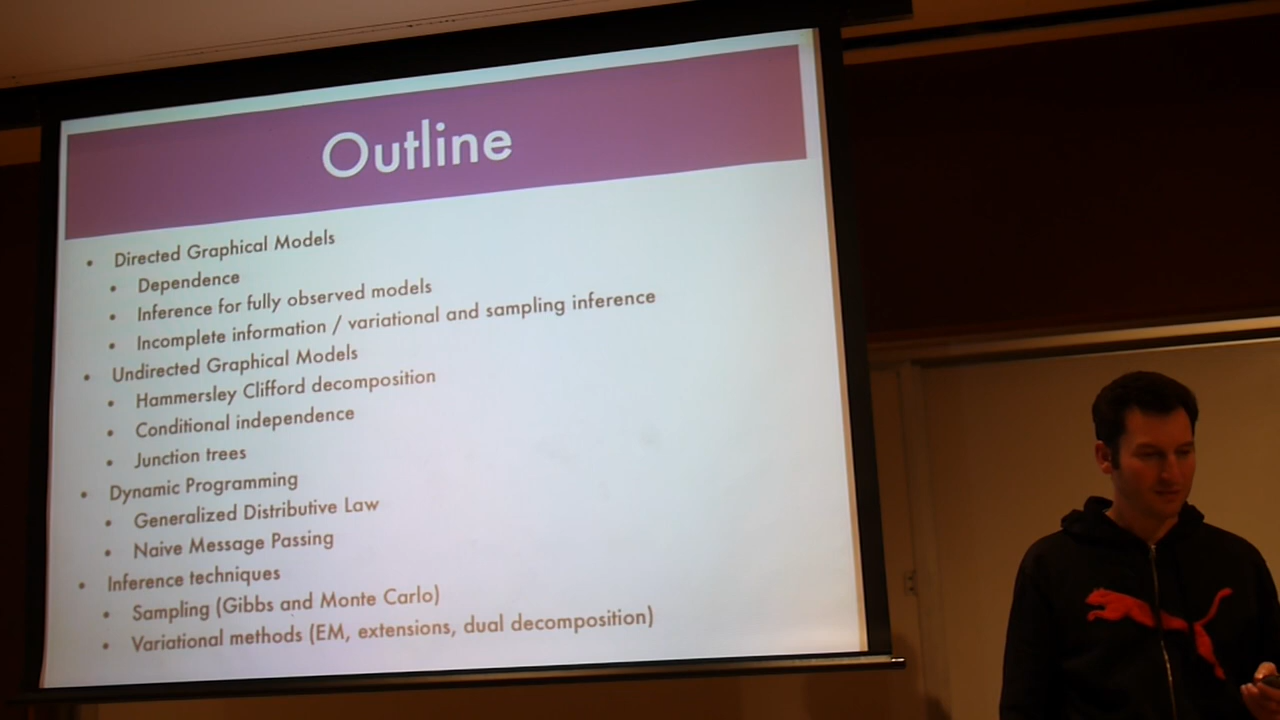 Outline
• Directed Graphical Models
• Dependence
• Inference for fully observed models
• Incomplete information / variational and sampling inference
• Undirected Graphical Models
• Hammersley Clifford decomposition
• Conditional independence
• Junction trees
• Dynamic Programming
• Generalized Distributive Law
• Naive Message Passing
• Inference techniques
• Sampling (Gibbs and Monte Carlo)
• Variational methods (EM, extensions, dual decomposition)